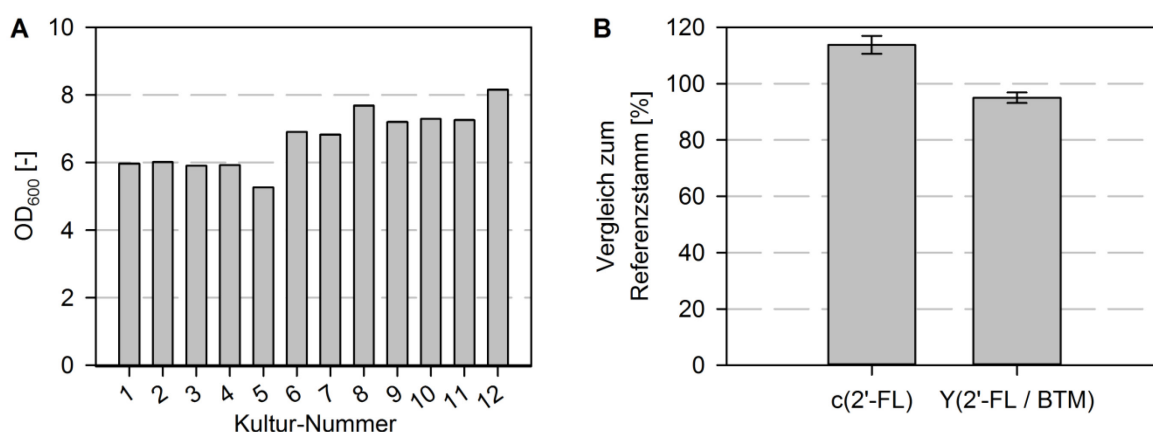 A
OD600 [-]
10
8
6
4
2
0
1 2 3 4 5 6 7 8 9 10 11 12
Kultur-Nummer
B
Vergleich zum
Referenzstamm [%]
120
100
80
60
40
20
0
c(2'-FL) Y(2'-FL / BTM)